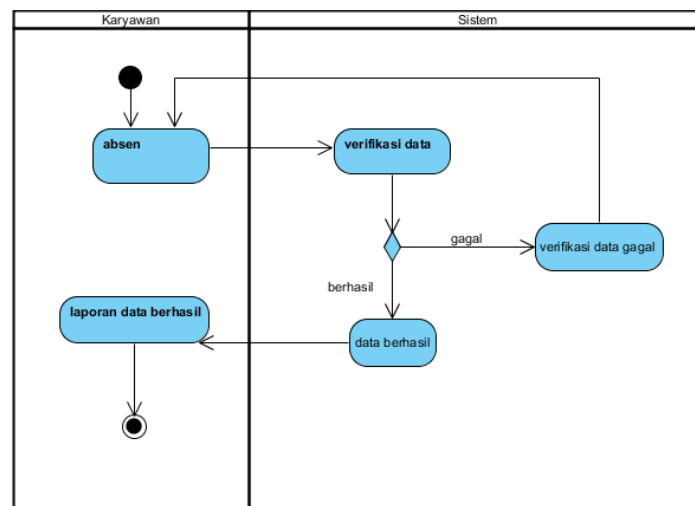 Karyawan
Sistem
absen
verifikasi data
gagal
verifikasi data gagal
berhasil
laporan data berhasil
data berhasil